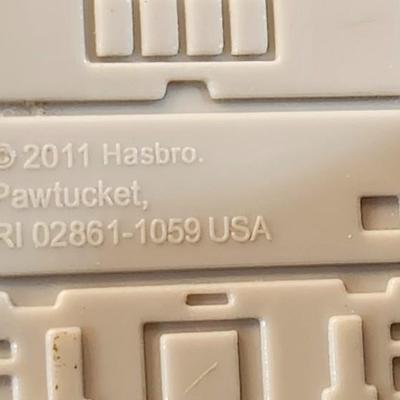 © 2011 Hasbro.
Pawtucket,
RI 02861-1059 USA